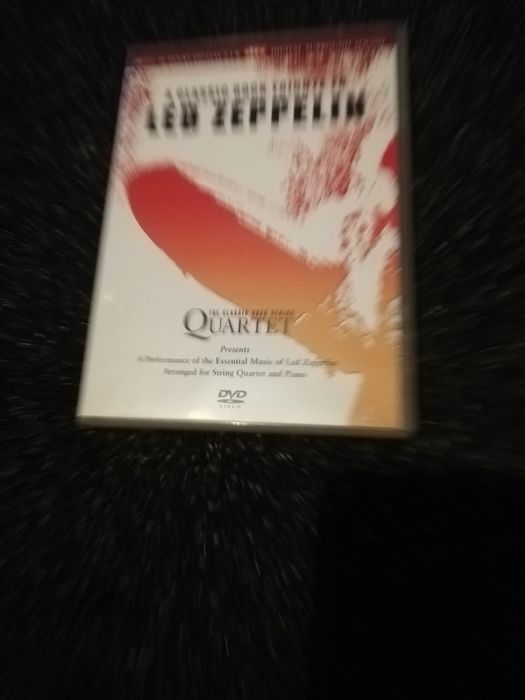 A CLASSIC ROCK TRIBUTE TO
LED ZEPPELIN
THE CLASSIC ROCK STRING
QUARTET
Presents
A Performance of the Essential Music of Led Zeppelin
Arranged for String Quartet and Piano
DVD
VIDEO